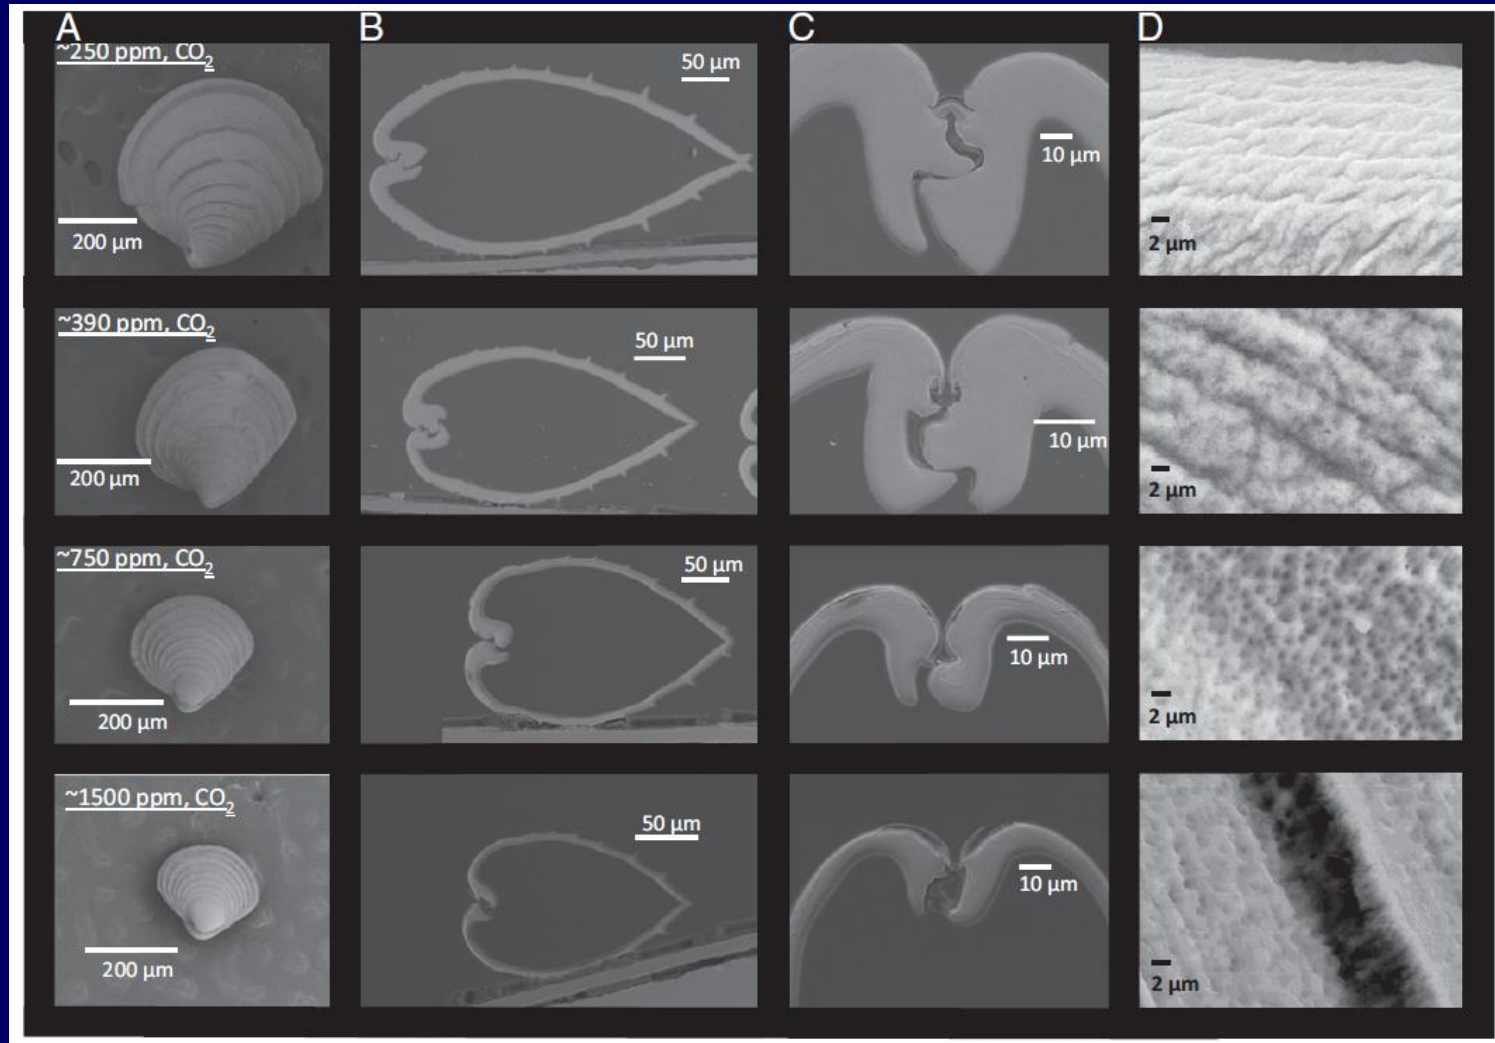 A B C D
~250 ppm, CO2
200 µm
50 µm
10 µm
2 µm
~390 ppm, CO2
200 µm
50 µm
10 µm
2 µm
~750 ppm, CO2
200 µm
50 µm
10 µm
2 µm
~1500 ppm, CO2
200 µm
50 µm
10 µm
2 µm